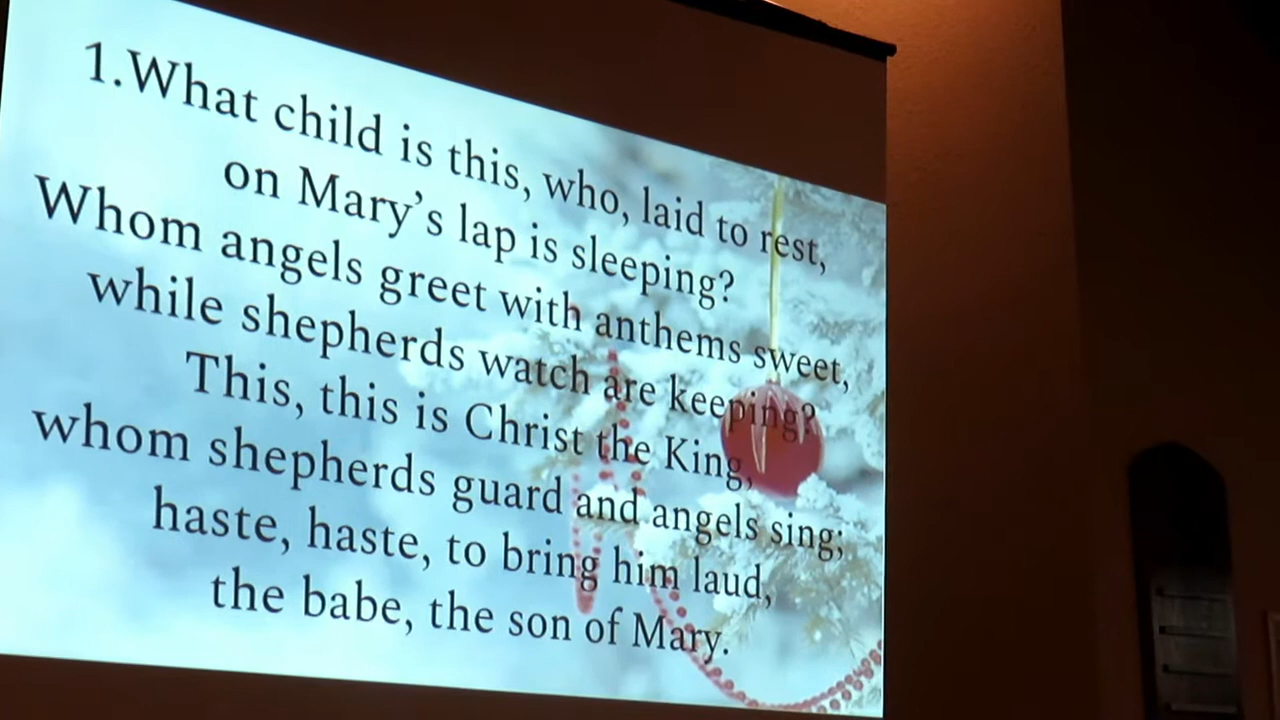 1.What child is this, who, laid to rest,
on Mary's lap is sleeping?
Whom angels greet with anthems sweet,
while shepherds watch are keeping?
This, this is Christ the King,
whom shepherds guard and angels sing;
haste, haste, to bring him laud,
the babe, the son of Mary.